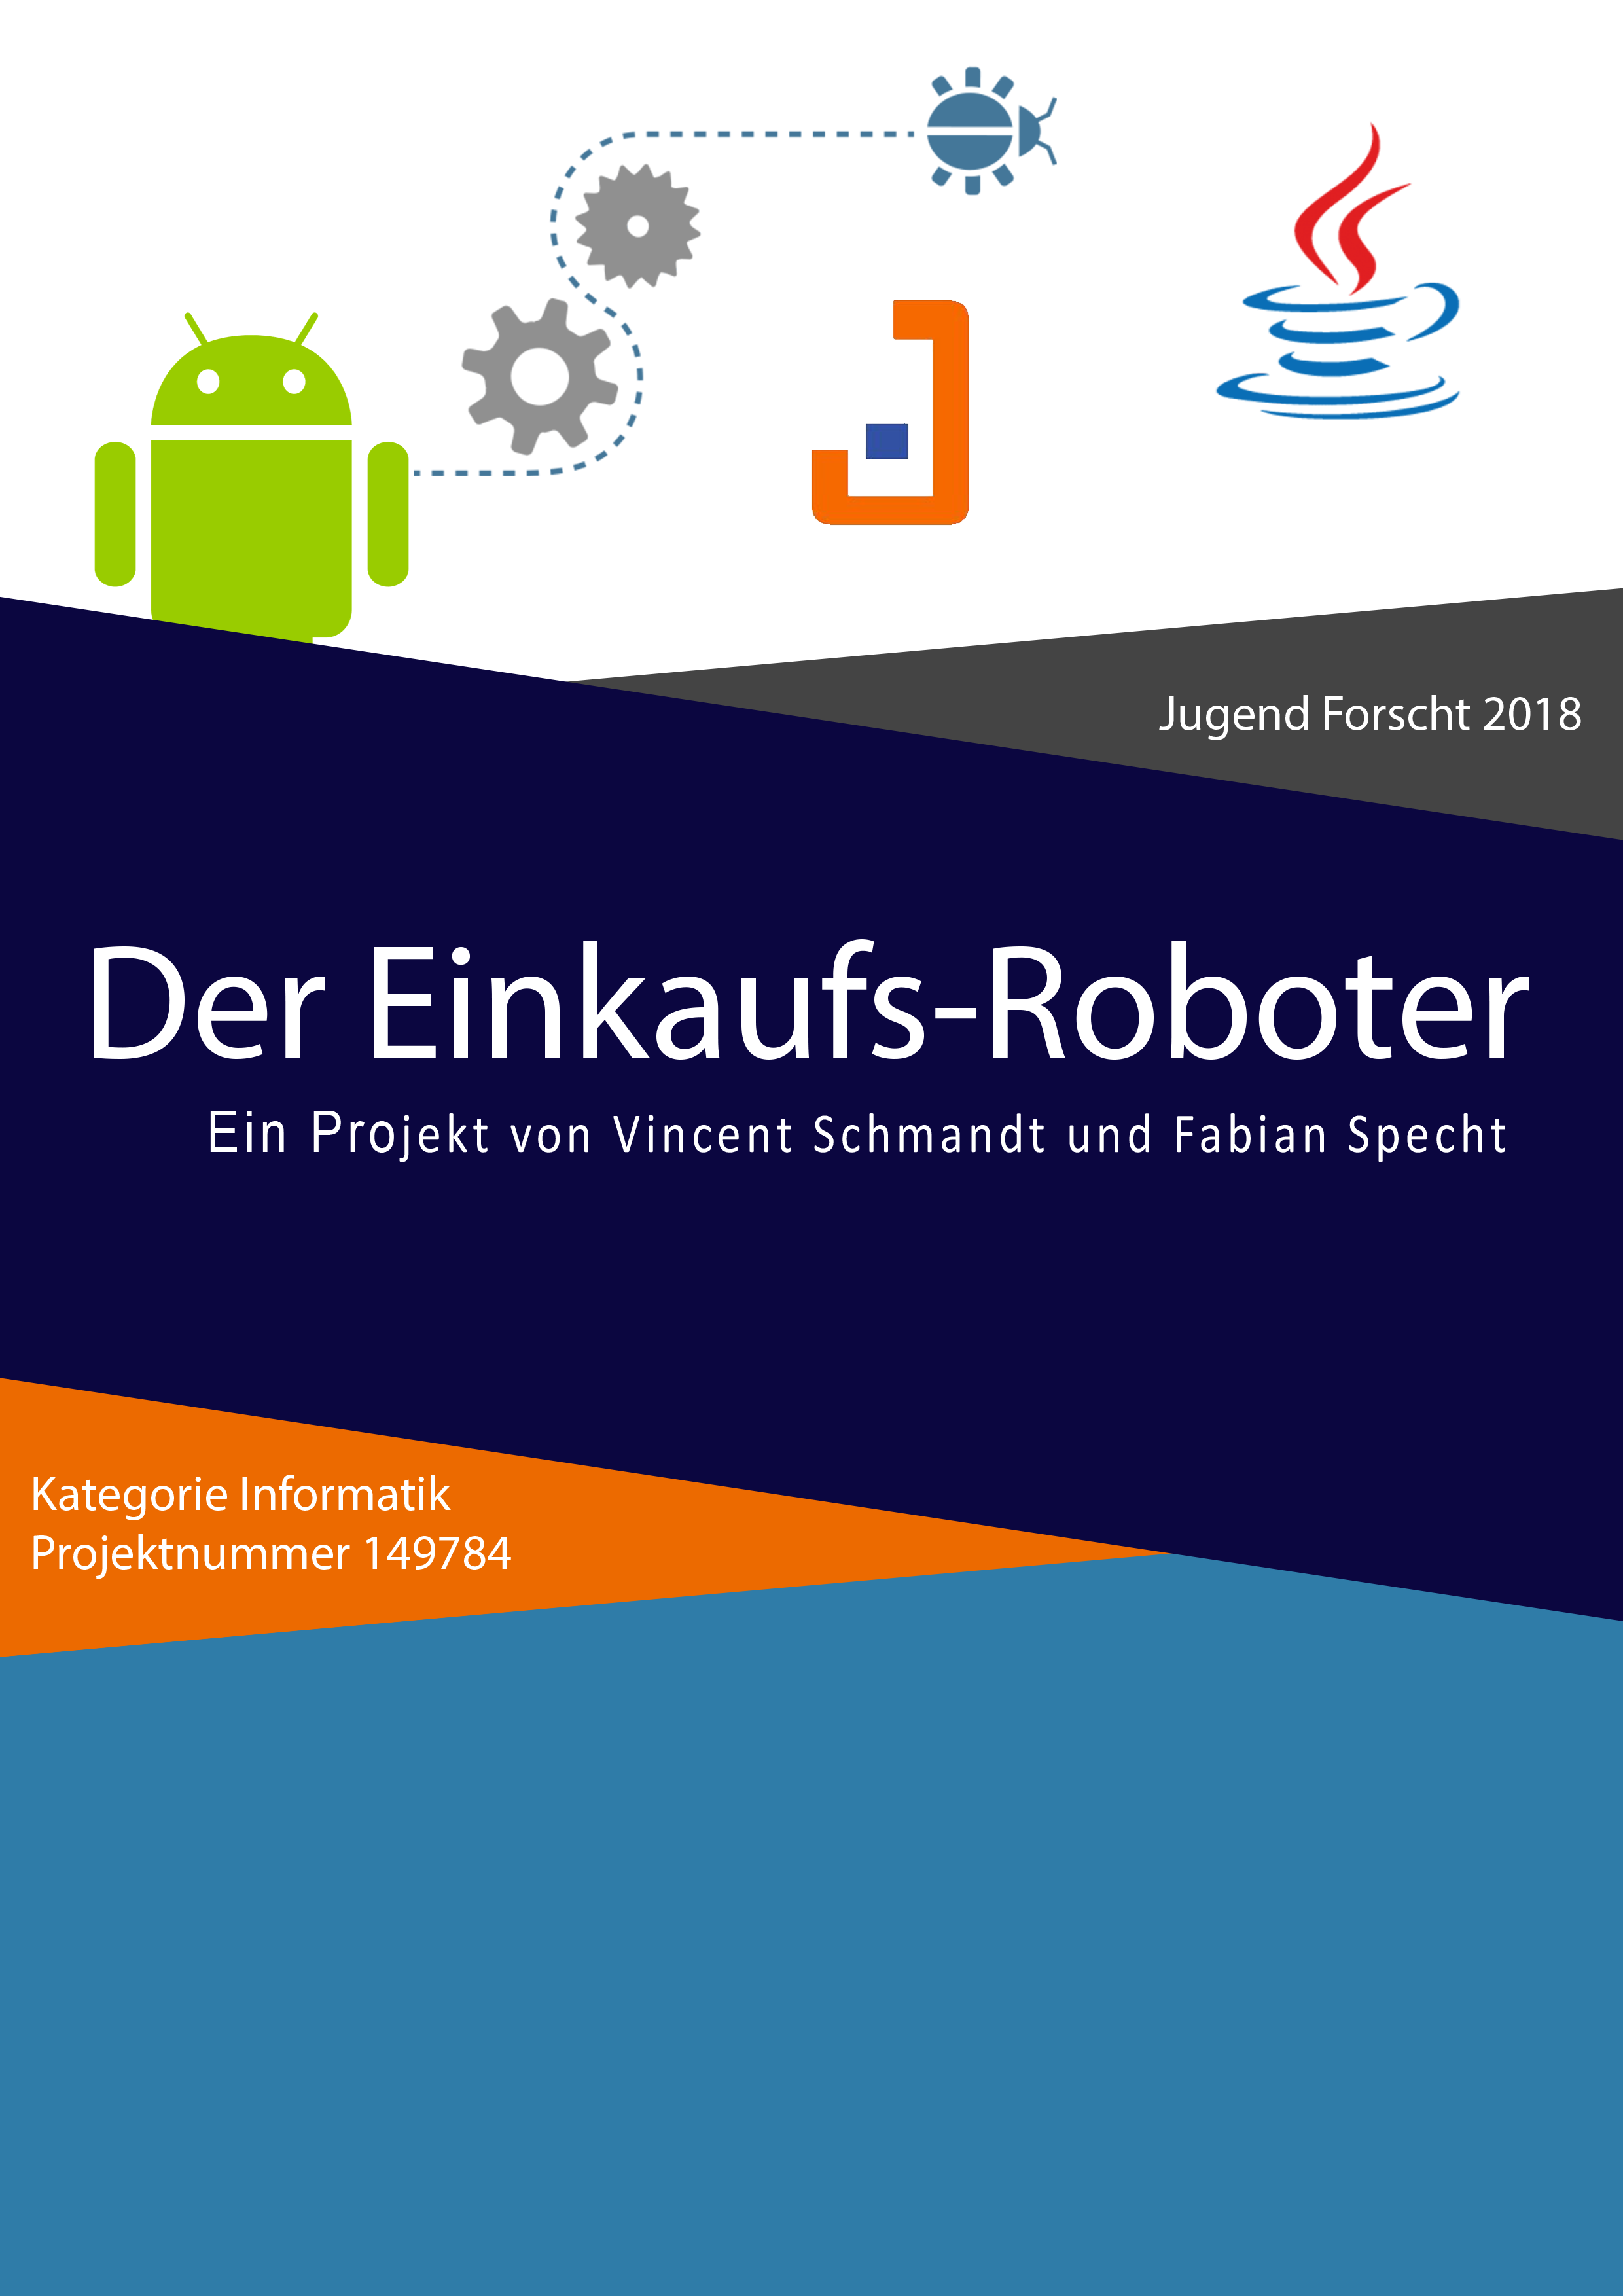 Jugend Forscht 2018
Der Einkaufs-Roboter
Ein Projekt von Vincent Schmandt und Fabian Specht
Kategorie Informatik
Projektnummer 149784